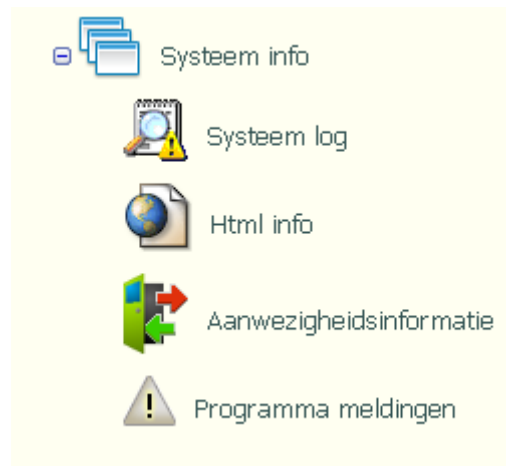 Systeem info
Systeem log
Html info
Aanwezigheidsinformatie
Programma meldingen